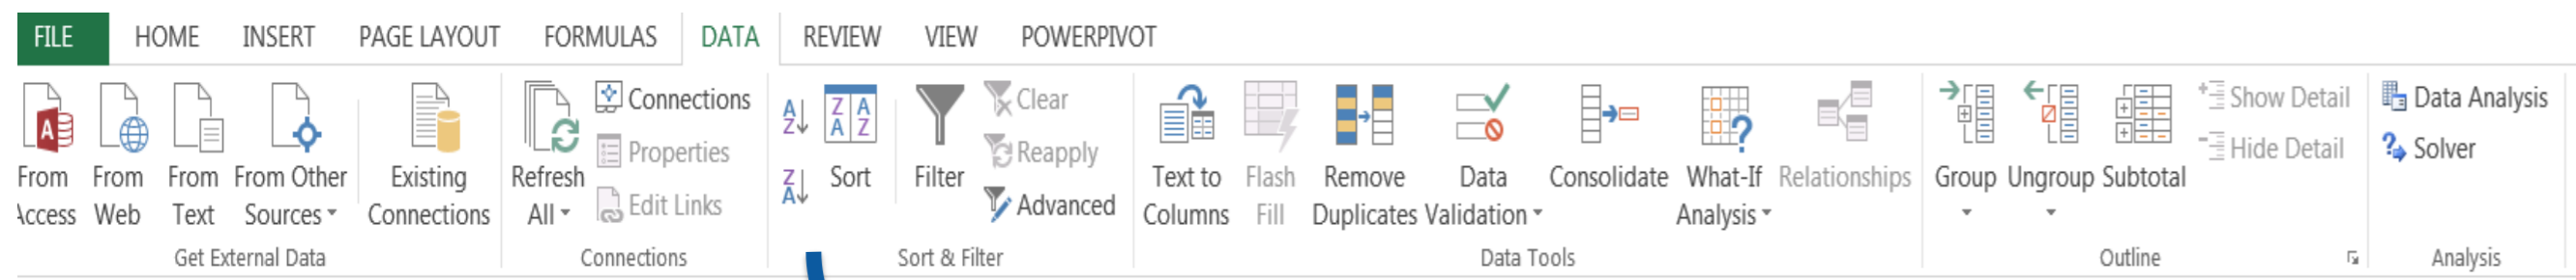 FILE HOME INSERT PAGE LAYOUT FORMULAS DATA REVIEW VIEW POWERPIVOT
From
Access
From
Web
From
Text
From Other
Sources
Existing
Connections
Get External Data
Refresh
All
Connections
Properties
Edit Links
Connections
Sort
Filter
Clear
Reapply
Advanced
Sort & Filter
Text to
Columns
Flash
Fill
Remove
Duplicates
Data
Validation
Consolidate
What-If
Analysis
Relationships
Data Tools
Group
Ungroup
Subtotal
Show Detail
Hide Detail
Outline
Data Analysis
Solver
Analysis